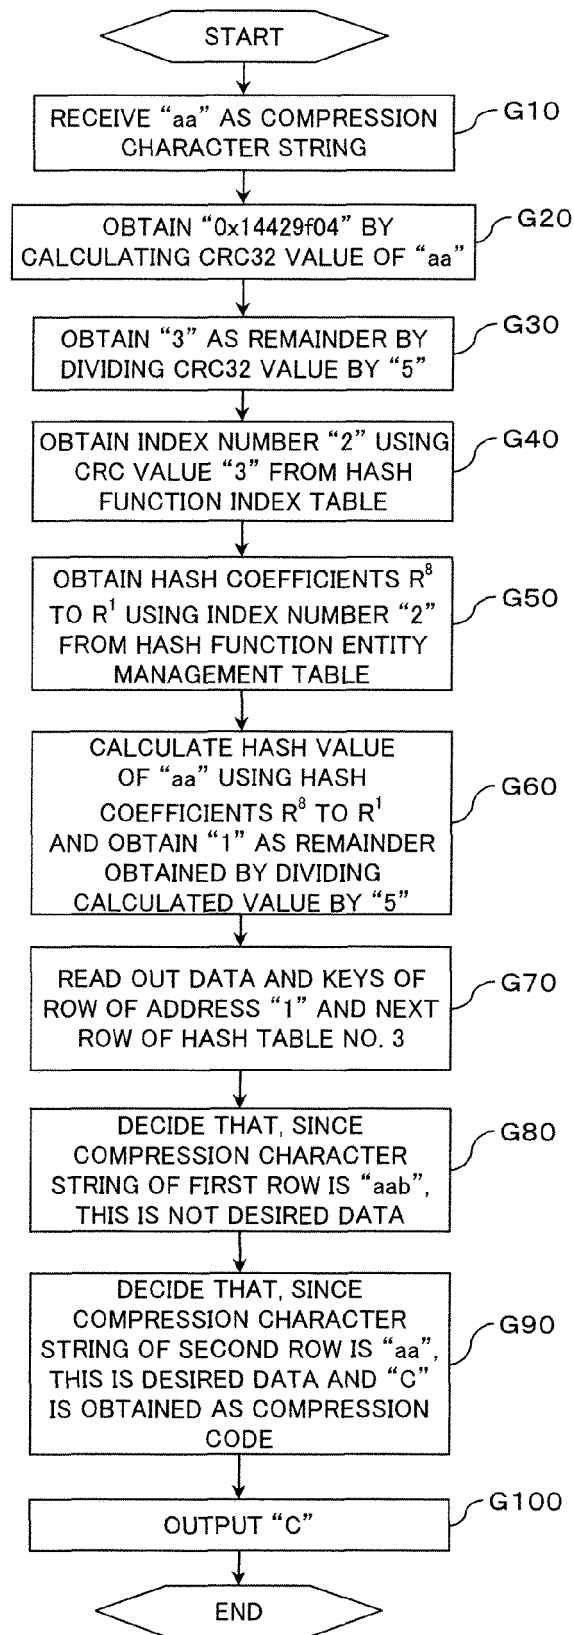 START
RECEIVE “aa” AS COMPRESSION
CHARACTER STRING
G10
OBTAIN “0x14429f04” BY
CALCULATING CRC32 VALUE OF “aa”
G20
OBTAIN “3” AS REMAINDER BY
DIVIDING CRC32 VALUE BY “5”
G30
OBTAIN INDEX NUMBER “2” USING
CRC VALUE “3” FROM HASH
FUNCTION INDEX TABLE
G40
OBTAIN HASH COEFFICIENTS R⁸
TO R¹ USING INDEX NUMBER “2”
FROM HASH FUNCTION ENTITY
MANAGEMENT TABLE
G50
CALCULATE HASH VALUE
OF “aa” USING HASH
COEFFICIENTS R⁸ TO R¹
AND OBTAIN “1” AS REMAINDER
OBTAINED BY DIVIDING
CALCULATED VALUE BY “5”
G60
READ OUT DATA AND KEYS OF
ROW OF ADDRESS “1” AND NEXT
ROW OF HASH TABLE NO. 3
G70
DECIDE THAT, SINCE
COMPRESSION CHARACTER
STRING OF FIRST ROW IS “aab”,
THIS IS NOT DESIRED DATA
G80
DECIDE THAT, SINCE
COMPRESSION CHARACTER
STRING OF SECOND ROW IS “aa”,
THIS IS DESIRED DATA AND “C”
IS OBTAINED AS COMPRESSION
CODE
G90
OUTPUT “C”
G100
END